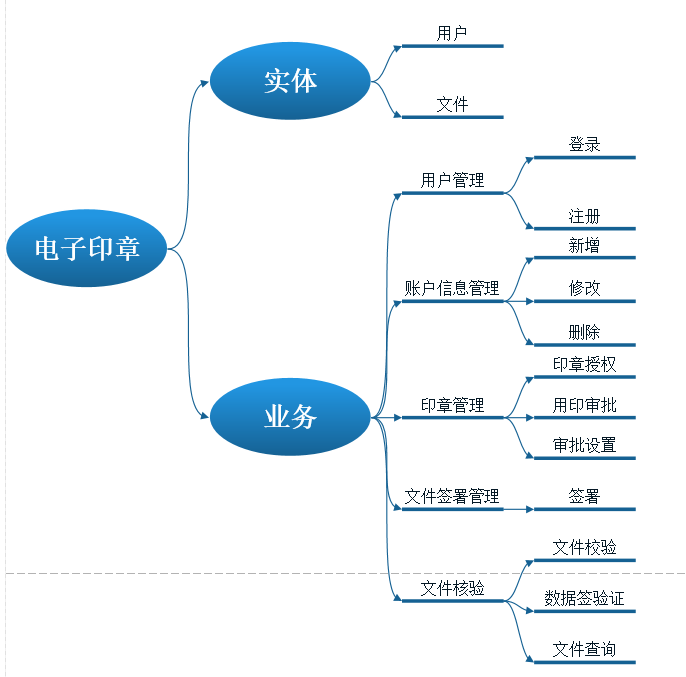 电子印章
实体
用户
文件
业务
用户管理
登录
注册
账户信息管理
新增
修改
删除
印章管理
印章授权
用印审批
审批设置
文件签署管理
签署
文件核验
文件校验
数据签验证
文件查询